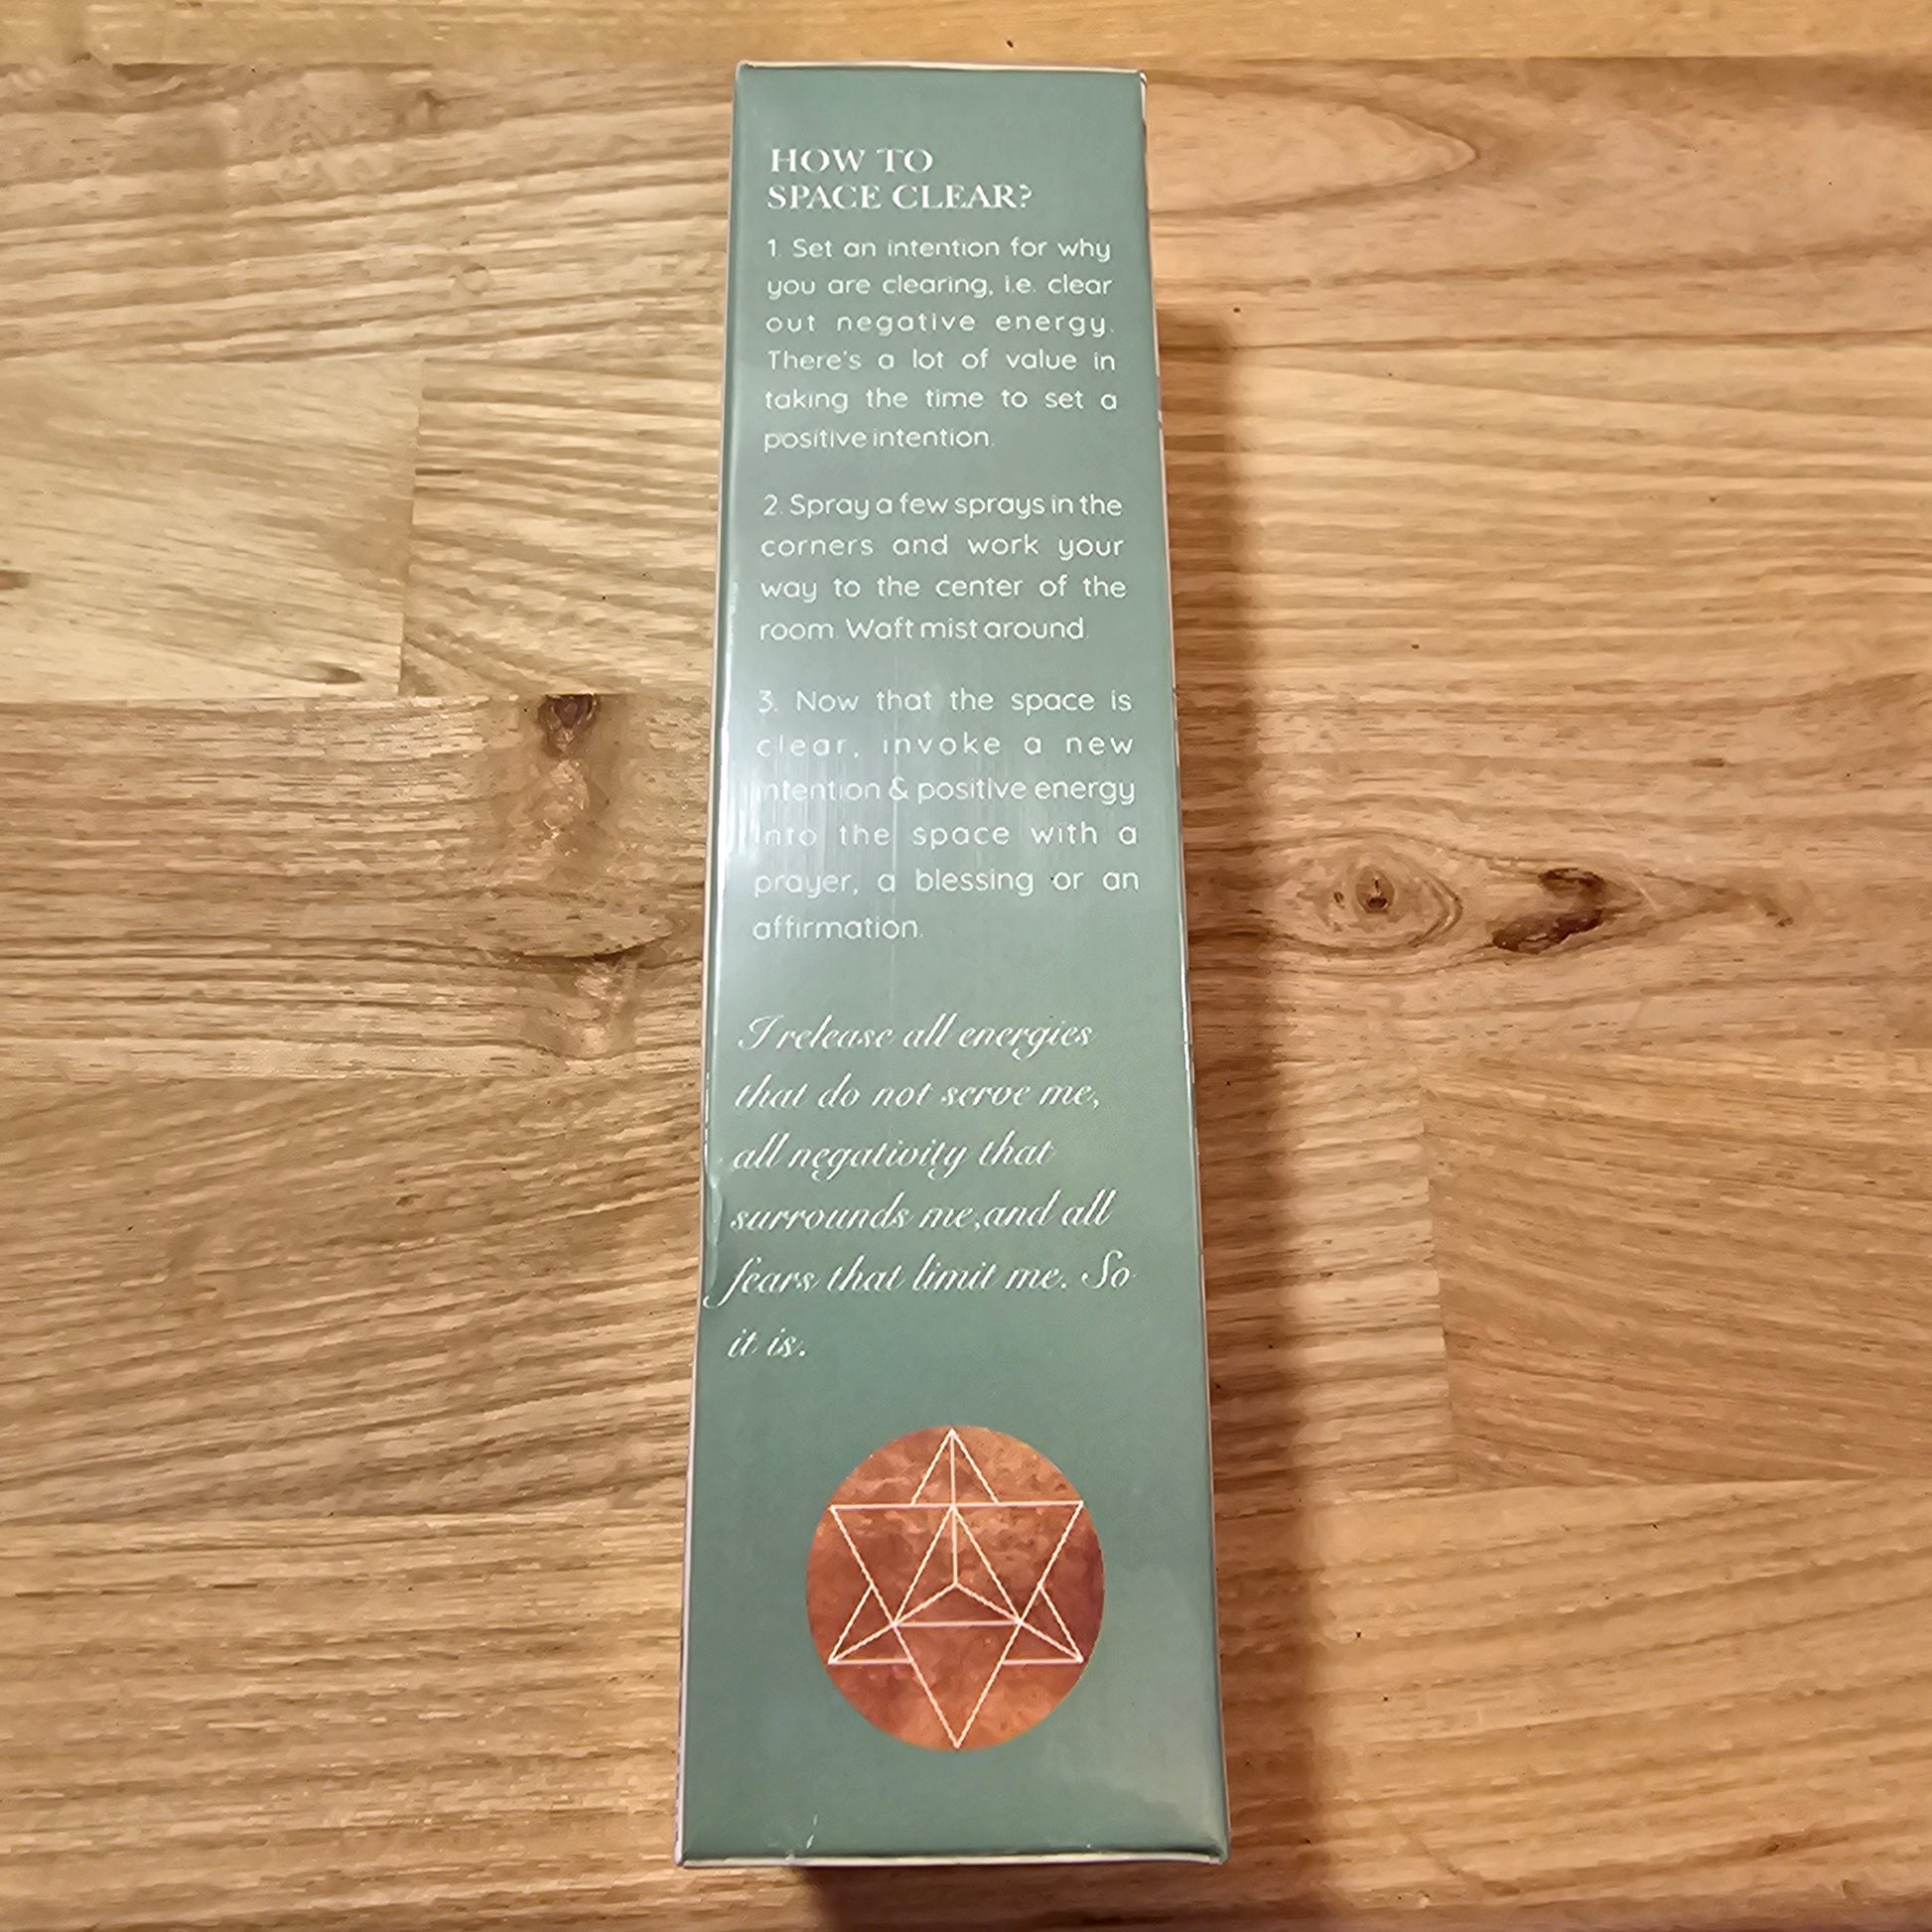 HOW TO
SPACE CLEAR?
1. Set an intention for why
you are clearing, i.e. clear
out negative energy.
There's a lot of value in
taking the time to set a
positive intention.
2. Spray a few sprays in the
corners and work your
way to the center of the
room. Waft mist around.
3. Now that the space is
clear, invoke a new
intention & positive energy
into the space with a
prayer, a blessing or an
affirmation.
I release all energies
that do not serve me,
all negativity that
surrounds me,and all
fears that limit me. So
it is.